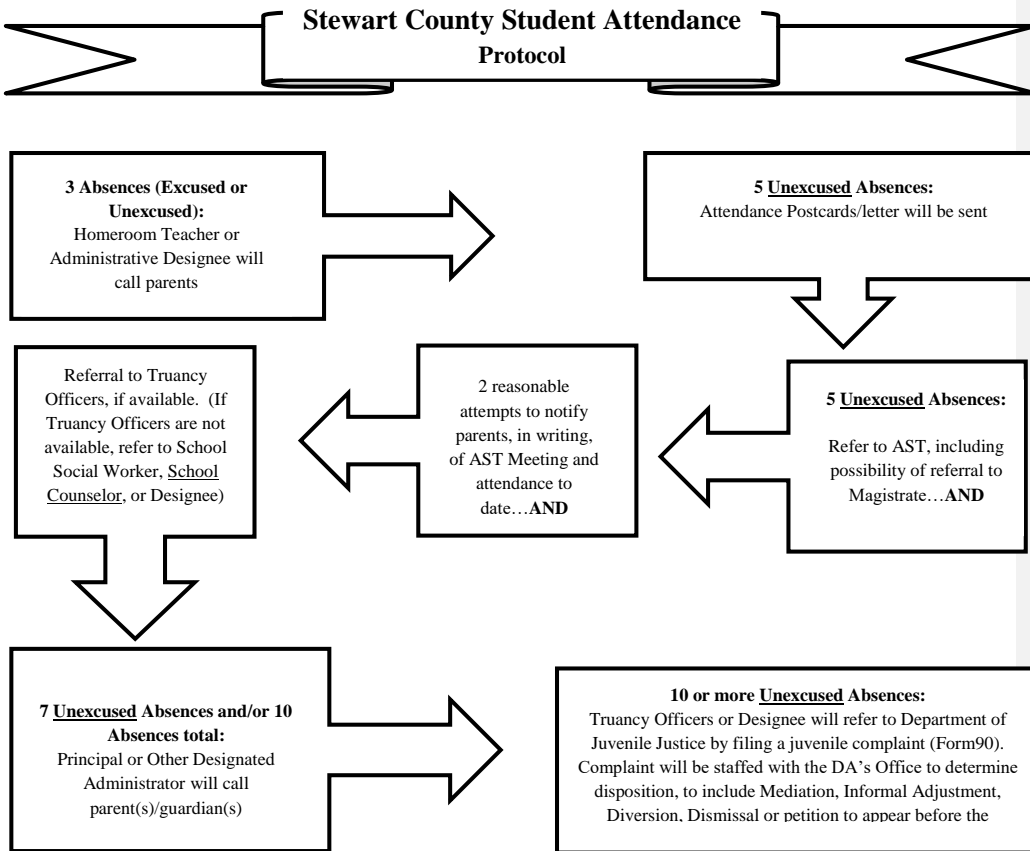 Stewart County Student Attendance
Protocol
3 Absences (Excused or
Unexcused):
Homeroom Teacher or
Administrative Designee will
call parents
5 Unexcused Absences:
Attendance Postcards/letter will be sent
5 Unexcused Absences:
Refer to AST, including
possibility of referral to
Magistrate…AND
2 reasonable
attempts to notify
parents, in writing,
of AST Meeting and
attendance to
date…AND
Referral to Truancy
Officers, if available.  (If
Truancy Officers are not
available, refer to School
Social Worker, School
Counselor, or Designee)
7 Unexcused Absences and/or 10
Absences total:
Principal or Other Designated
Administrator will call
parent(s)/guardian(s)
10 or more Unexcused Absences:
Truancy Officers or Designee will refer to Department of
Juvenile Justice by filing a juvenile complaint (Form90).
Complaint will be staffed with the DA's Office to determine
disposition, to include Mediation, Informal Adjustment,
Diversion, Dismissal or petition to appear before the